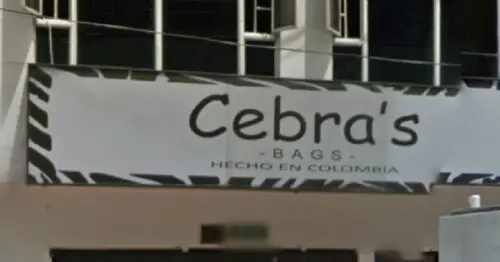 Cebra's
- BAGS -
HECHO EN COLOMBIA